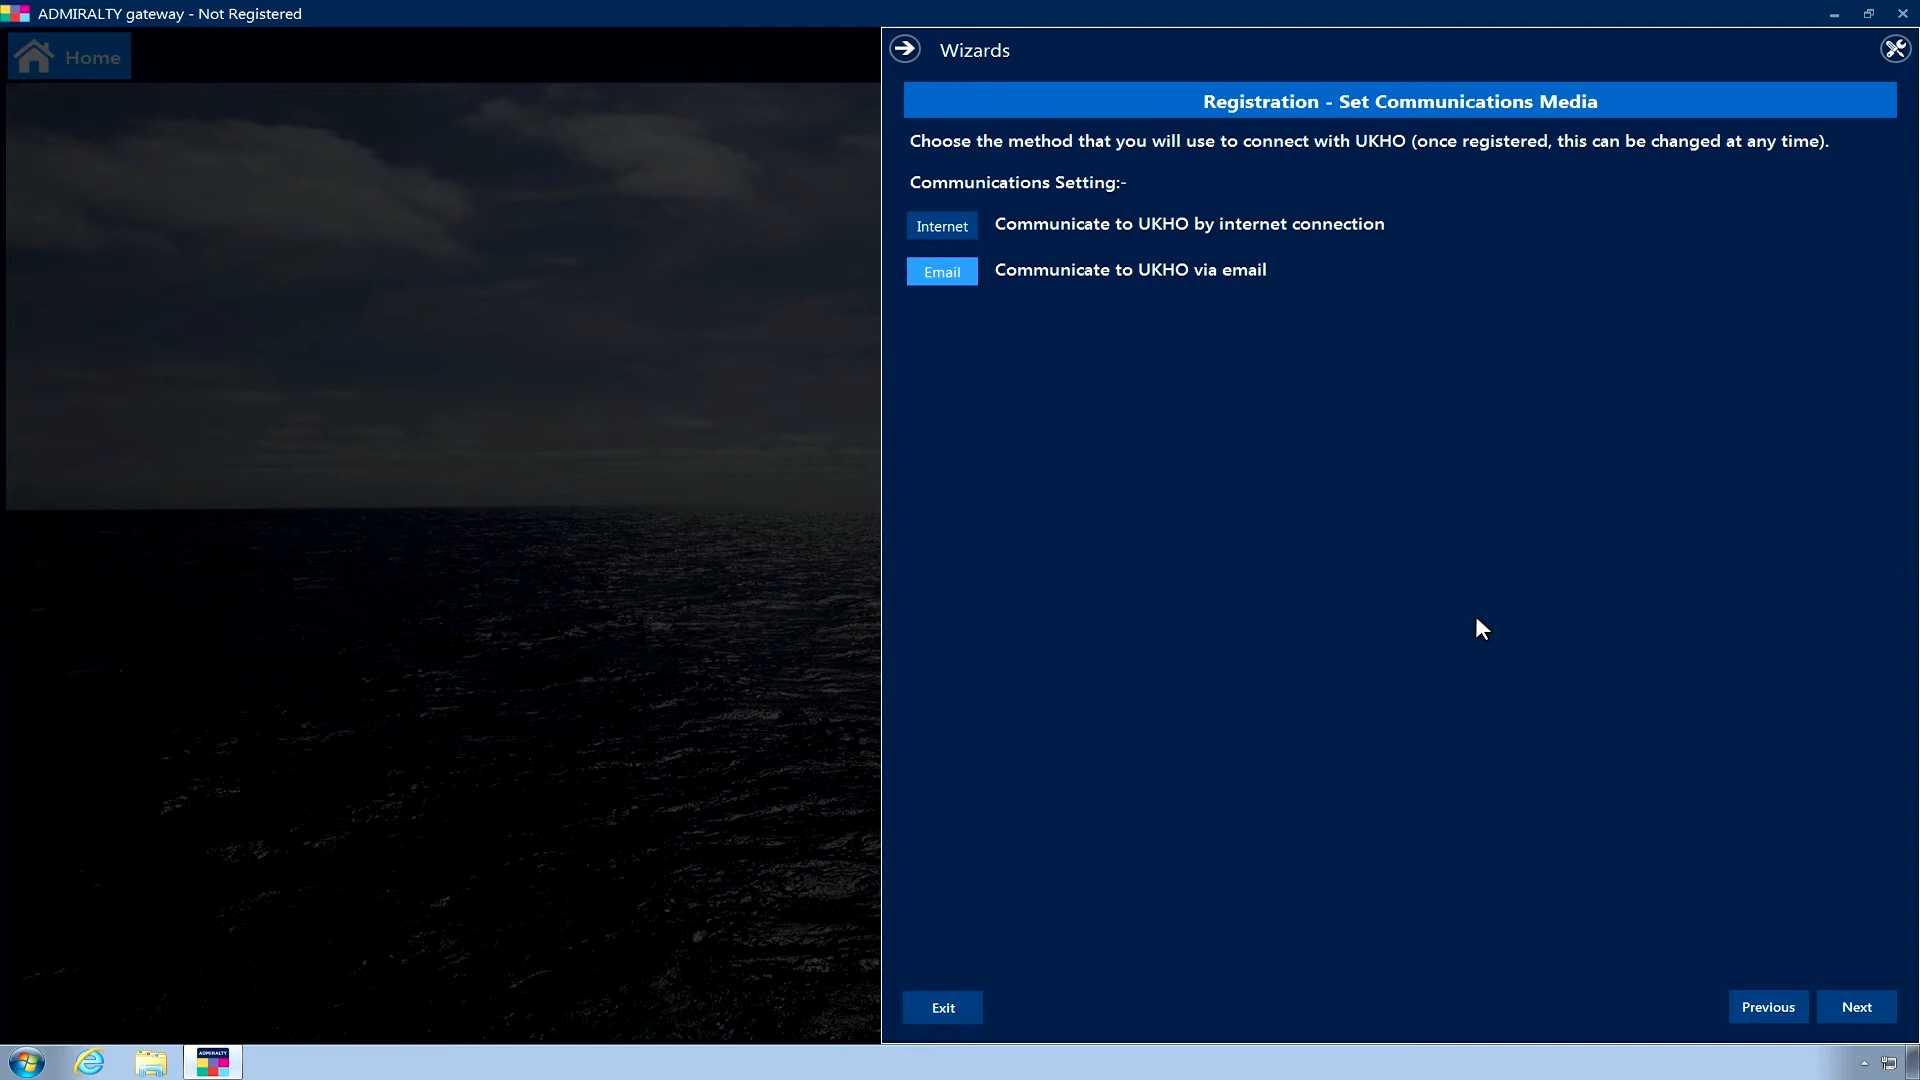 ADMIRALTY gateway - Not Registered
Home
Wizards
Registration - Set Communications Media
Choose the method that you will use to connect with UKHO (once registered, this can be changed at any time).
Communications Setting:-
Internet Communicate to UKHO by internet connection
Email Communicate to UKHO via email
Exit Previous Next
ADMIRALTY